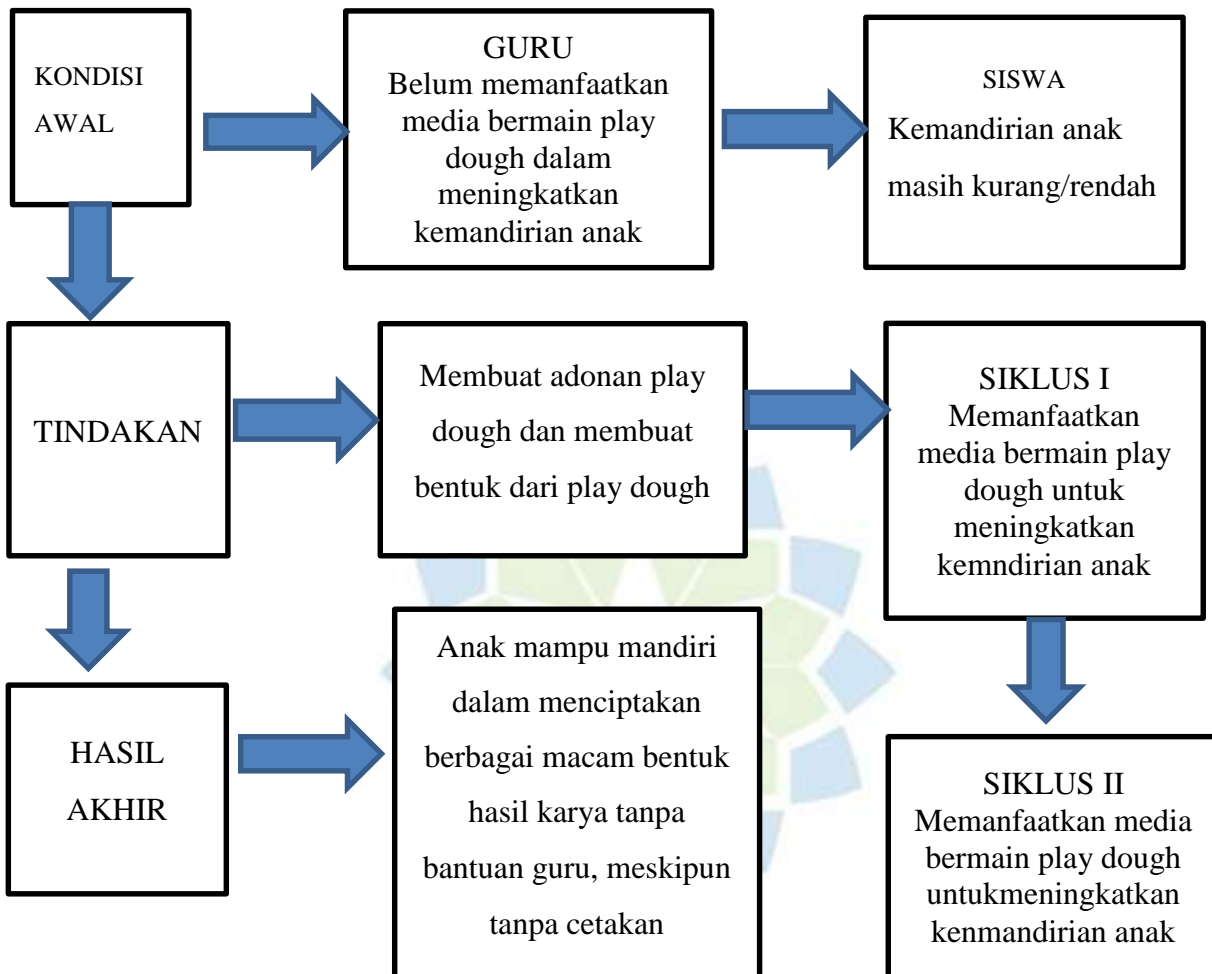 KONDISI
AWAL
GURU
Belum memanfaatkan
media bermain play
dough dalam
meningkatkan
kemandirian anak
SISWA
Kemandirian anak
masih kurang/rendah
TINDAKAN
Membuat adonan play
dough dan membuat
bentuk dari play dough
SIKLUS I
Memanfaatkan
media bermain play
dough untuk
meningkatkan
kemndirian anak
HASIL
AKHIR
Anak mampu mandiri
dalam menciptakan
berbagai macam bentuk
hasil karya tanpa
bantuan guru, meskipun
tanpa cetakan
SIKLUS II
Memanfaatkan media
bermain play dough
untukmeningkatkan
kenmandirian anak